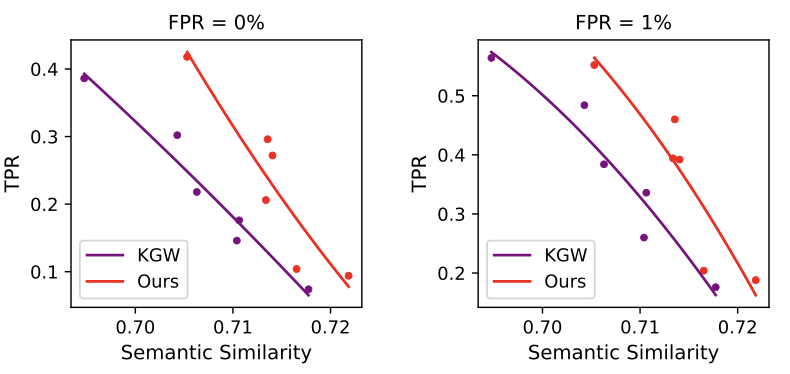 FPR = 0%
TPR
0.4
0.3
0.2
0.1
KGW
Ours
0.70
0.71
0.72
Semantic Similarity
FPR = 1%
TPR
0.5
0.4
0.3
0.2
KGW
Ours
0.70
0.71
0.72
Semantic Similarity